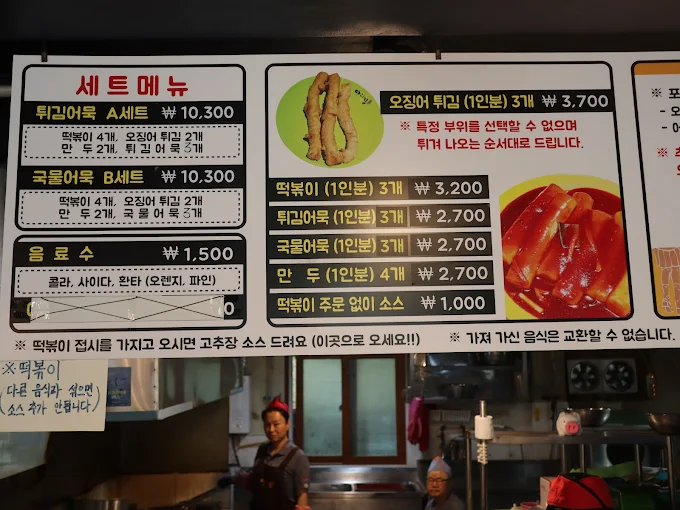 세트메뉴
튀김어묵 A세트 ₩ 10,300
떡볶이 4개, 오징어 튀김 2개
만 두 2개, 튀 김 어 묵 3개
국물어묵 B세트 ₩ 10,300
떡볶이 4개, 오징어 튀김 2개
만 두 2개, 국 물 어 묵 3개
음 료 수 ₩ 1,500
콜라, 사이다, 환타 (오렌지, 파인)
0
오징어 튀김 (1인분) 3개 ₩ 3,700
※ 특정 부위를 선택할 수 없으며
튀겨 나오는 순서대로 드립니다.
떡볶이 (1인분) 3개 ₩ 3,200
튀김어묵 (1인분) 3개 ₩ 2,700
국물어묵 (1인분) 3개 ₩ 2,700
만 두 (1인분) 4개 ₩ 2,700
떡볶이 주문 없이 소스 ₩ 1,000
※ 포
- 오
- 어
※
※ 떡볶이 접시를 가지고 오시면 고추장 소스 드려요 (이곳으로 오세요!!)
※ 가져 가신 음식은 교환할 수 없습니다.
※떡볶이
(다른 음식과 섞으면
소스 추가 안됩니다)